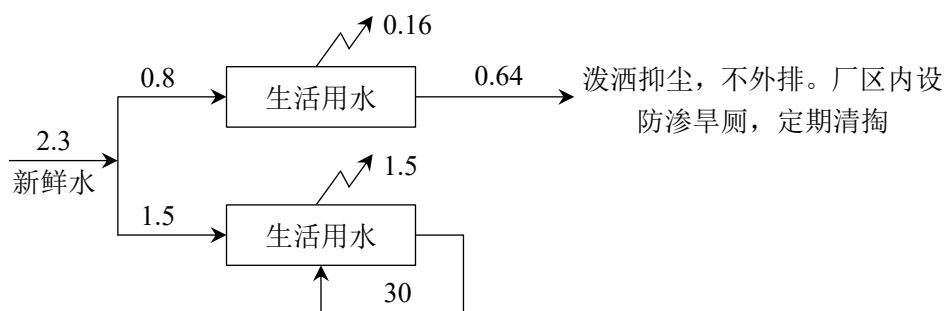 0.16
0.8
生活用水
0.64
泼洒抑尘，不外排。厂区内设
防渗旱厕，定期清掏
2.3
新鲜水
1.5
1.5
生活用水
30